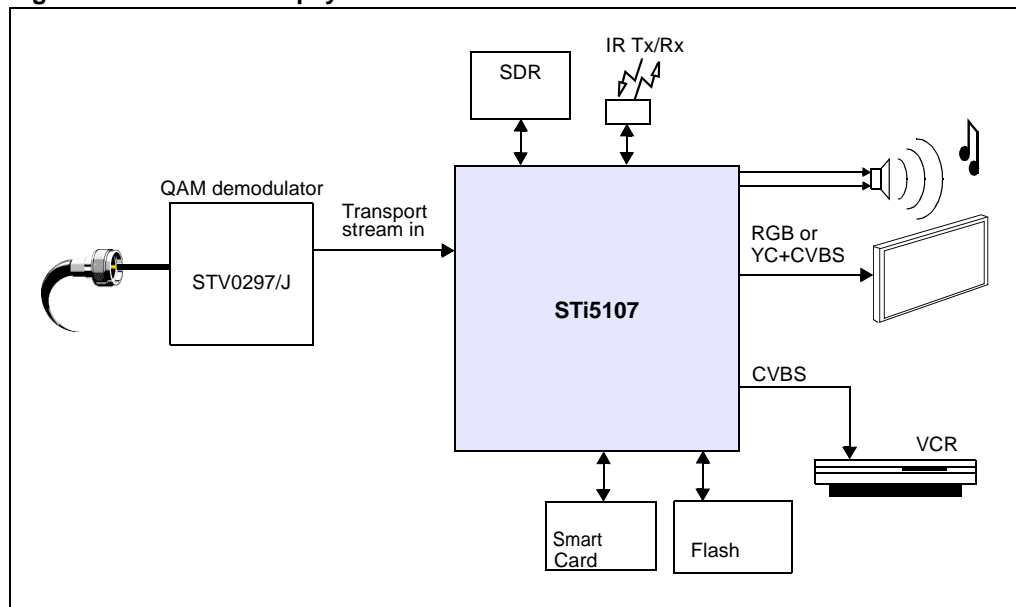 IR Tx/Rx
SDR
QAM demodulator
Transport
stream in
STV0297/J
STi5107
RGB or
YC+CVBS
CVBS
VCR
Smart
Card
Flash